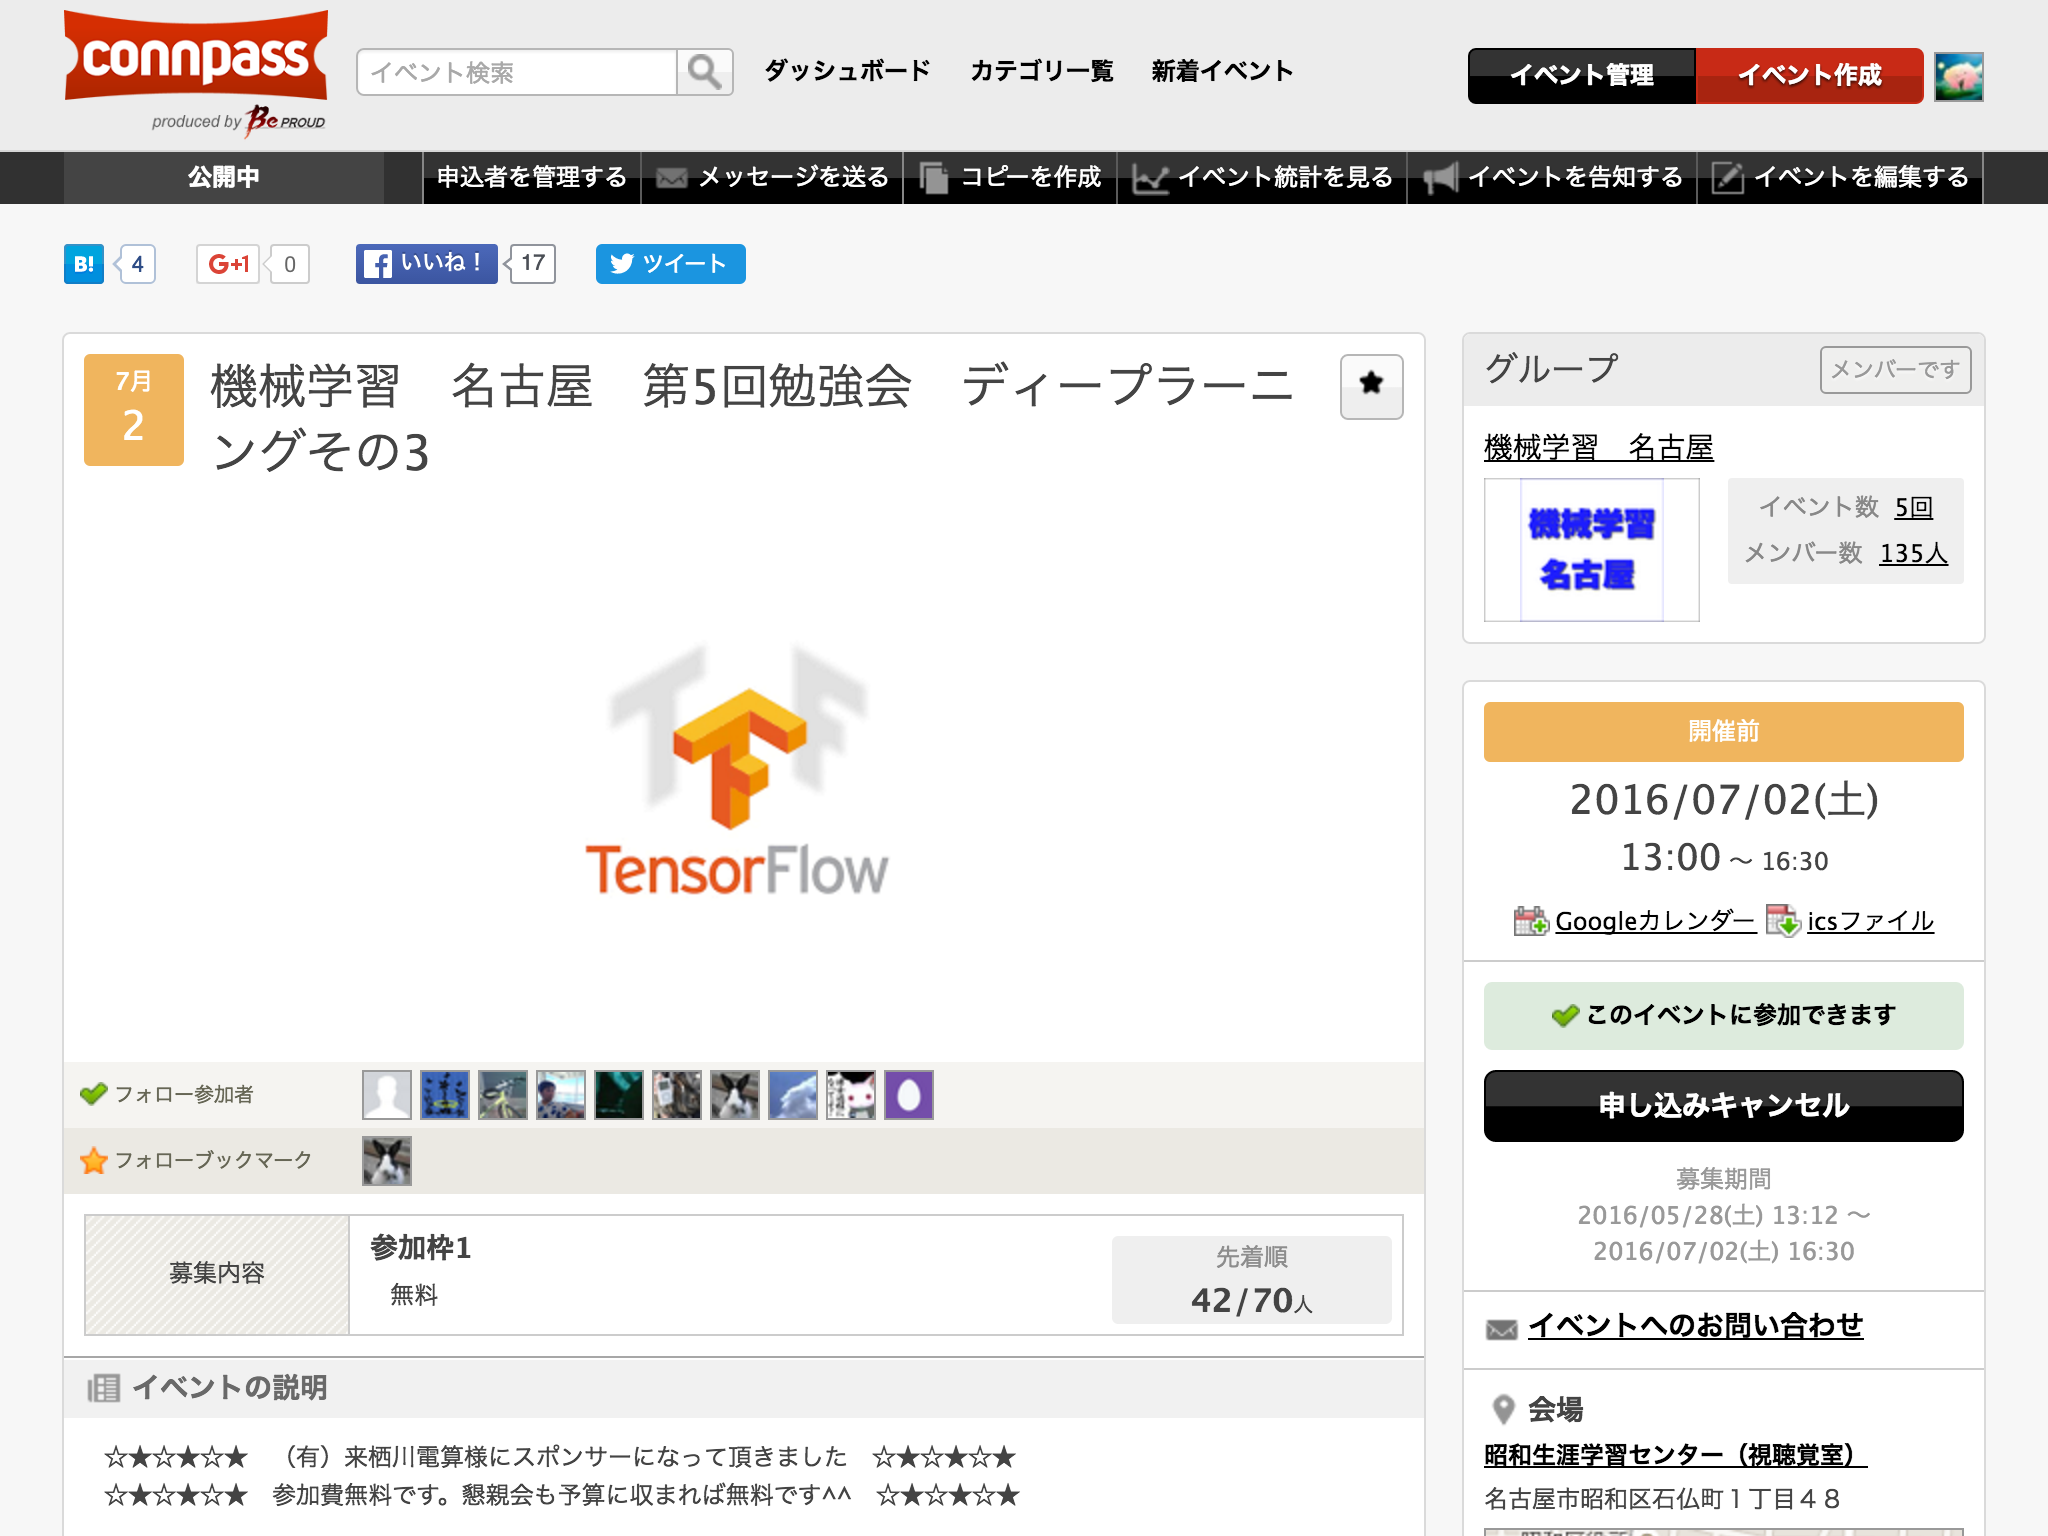 connpass
produced by Be PROUD
イベント検索
ダッシュボード カテゴリ一覧 新着イベント
イベント管理 イベント作成
公開中 申込者を管理する メッセージを送る コピーを作成 イベント統計を見る イベントを告知する イベントを編集する
B! 4 G+1 0 いいね！ 17 ツイート
7月
2
機械学習　名古屋　第5回勉強会　ディープラーニ
ングその3
TensorFlow
フォロー参加者
フォローブックマーク
募集内容
参加枠1
無料
先着順
42/70人
イベントの説明
☆★☆★☆★　（有）来栖川電算様にスポンサーになって頂きました　☆★☆★☆★
☆★☆★☆★　参加費無料です。懇親会も予算に収まれば無料です^^　☆★☆★☆★
グループ メンバーです
機械学習　名古屋
機械学習
名古屋
イベント数 5回
メンバー数 135人
開催前
2016/07/02(土)
13:00 ～ 16:30
Googleカレンダー icsファイル
このイベントに参加できます
申し込みキャンセル
募集期間
2016/05/28(土) 13:12 ～
2016/07/02(土) 16:30
イベントへのお問い合わせ
会場
昭和生涯学習センター（視聴覚室）
名古屋市昭和区石仏町１丁目４８